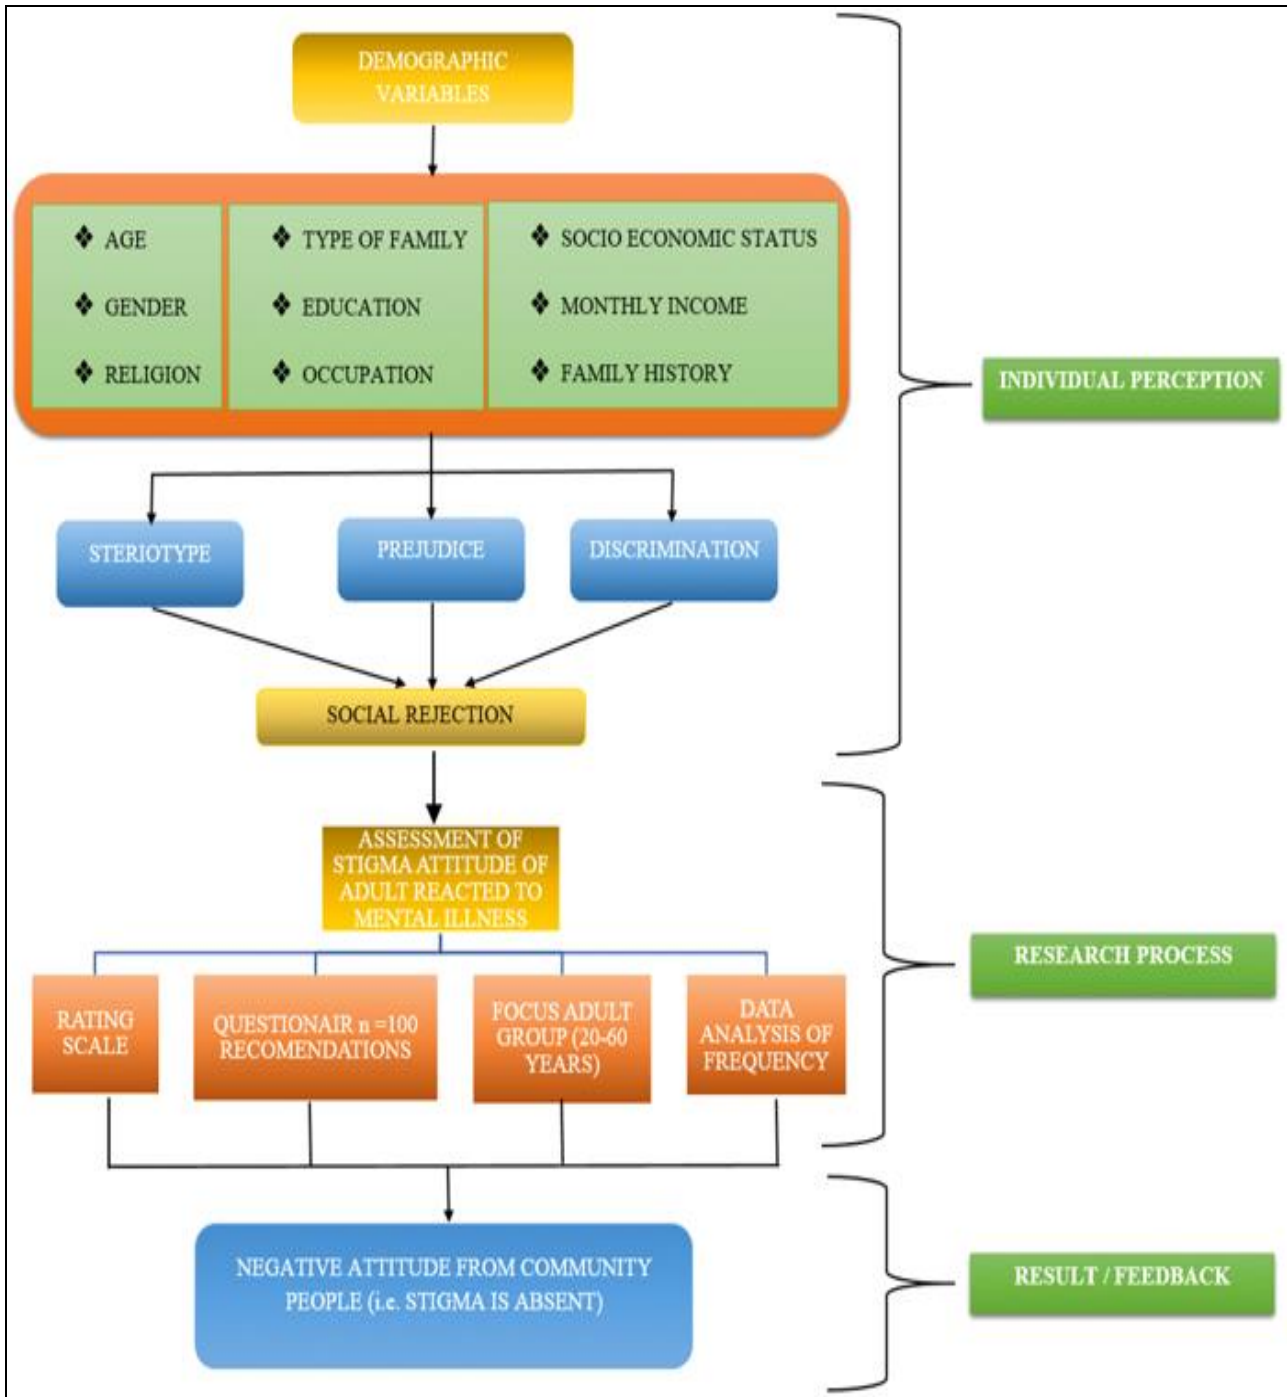 DEMOGRAPHIC
VARIABLES
❖ AGE
❖ GENDER
❖ RELIGION
❖ TYPE OF FAMILY
❖ EDUCATION
❖ OCCUPATION
❖ SOCIO ECONOMIC STATUS
❖ MONTHLY INCOME
❖ FAMILY HISTORY
INDIVIDUAL PERCEPTION
STERIOTYPE
PREJUDICE
DISCRIMINATION
SOCIAL REJECTION
ASSESSMENT OF
STIGMA ATTITUDE OF
ADULT REACTED TO
MENTAL ILLNESS
RATING
SCALE
QUESTIONAIR n =100
RECOMENDATIONS
FOCUS ADULT
GROUP (20-60
YEARS)
DATA
ANALYSIS OF
FREQUENCY
RESEARCH PROCESS
NEGATIVE ATTITUDE FROM COMMUNITY
PEOPLE (i.e. STIGMA IS ABSENT)
RESULT / FEEDBACK